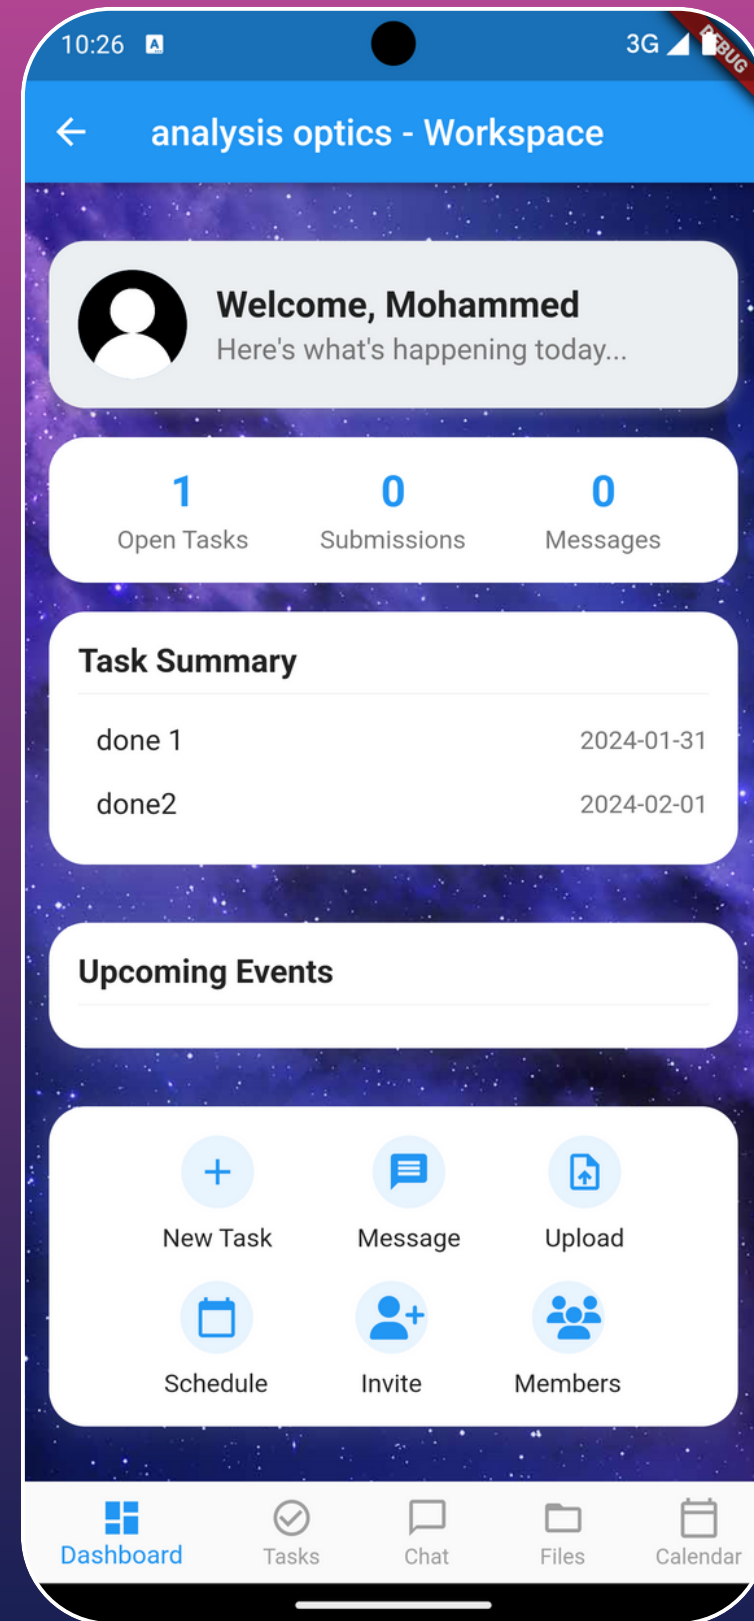 10:26 A 3G
DEBUG
analysis optics - Workspace
Welcome, Mohammed
Here's what's happening today...
1 0 0
Open Tasks Submissions Messages
Task Summary
done 1 2024-01-31
done2 2024-02-01
Upcoming Events
New Task Message Upload
Schedule Invite Members
Dashboard Tasks Chat Files Calendar